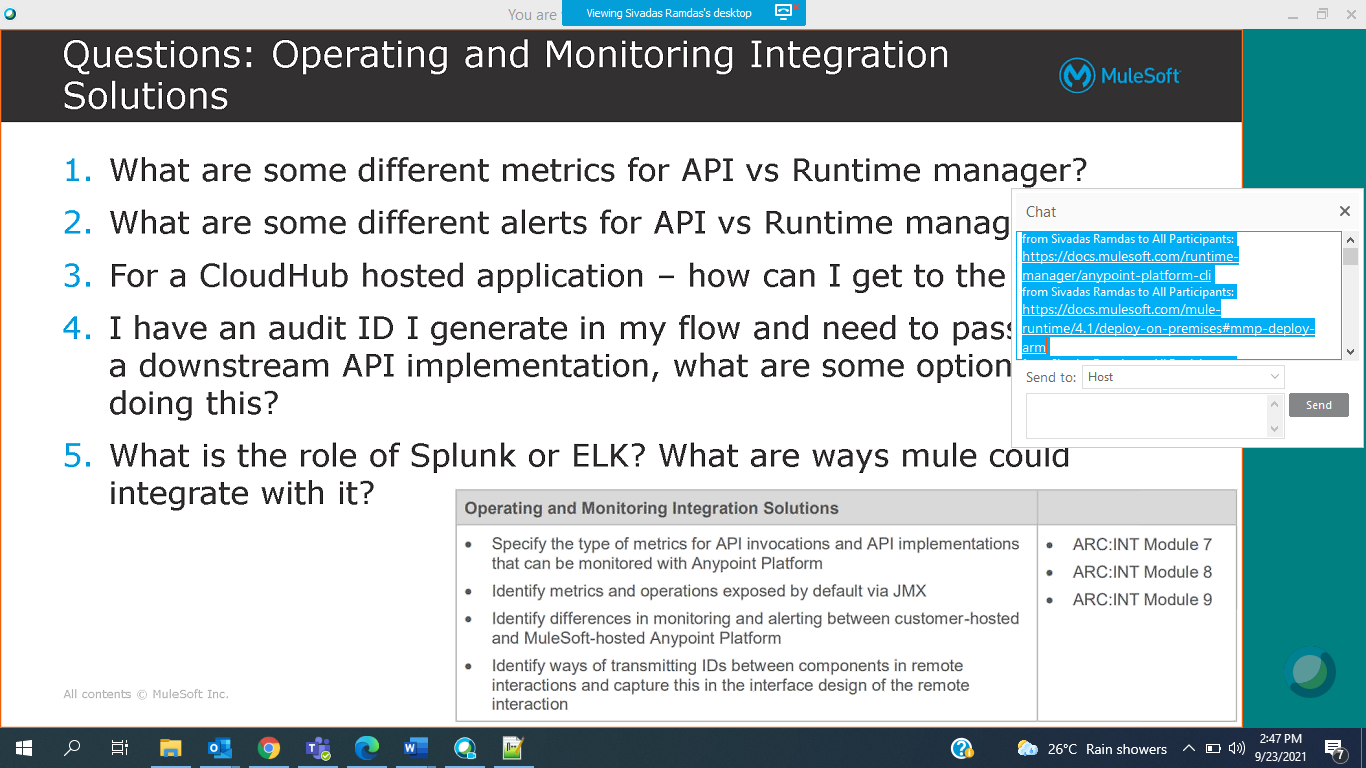 You are
Viewing Sivadas Ramdas's desktop
Questions: Operating and Monitoring Integration
Solutions
MuleSoft
1. What are some different metrics for API vs Runtime manager?
2. What are some different alerts for API vs Runtime manag
3. For a CloudHub hosted application – how can I get to the
4. I have an audit ID I generate in my flow and need to pass
a downstream API implementation, what are some option
doing this?
5. What is the role of Splunk or ELK? What are ways mule could
integrate with it?
Chat
from Sivadas Ramdas to All Participants:
https://docs.mulesoft.com/runtime-
manager/anypoint-platform-cli
from Sivadas Ramdas to All Participants:
https://docs.mulesoft.com/mule-
runtime/4.1/deploy-on-premises#mmp-deploy-
arm
Send to: Host
Send
Operating and Monitoring Integration Solutions
• Specify the type of metrics for API invocations and API implementations
that can be monitored with Anypoint Platform
• Identify metrics and operations exposed by default via JMX
• Identify differences in monitoring and alerting between customer-hosted
and MuleSoft-hosted Anypoint Platform
• Identify ways of transmitting IDs between components in remote
interactions and capture this in the interface design of the remote
interaction
• ARC:INT Module 7
• ARC:INT Module 8
• ARC:INT Module 9
All contents © MuleSoft Inc.
26°C Rain showers
2:47 PM
9/23/2021
7